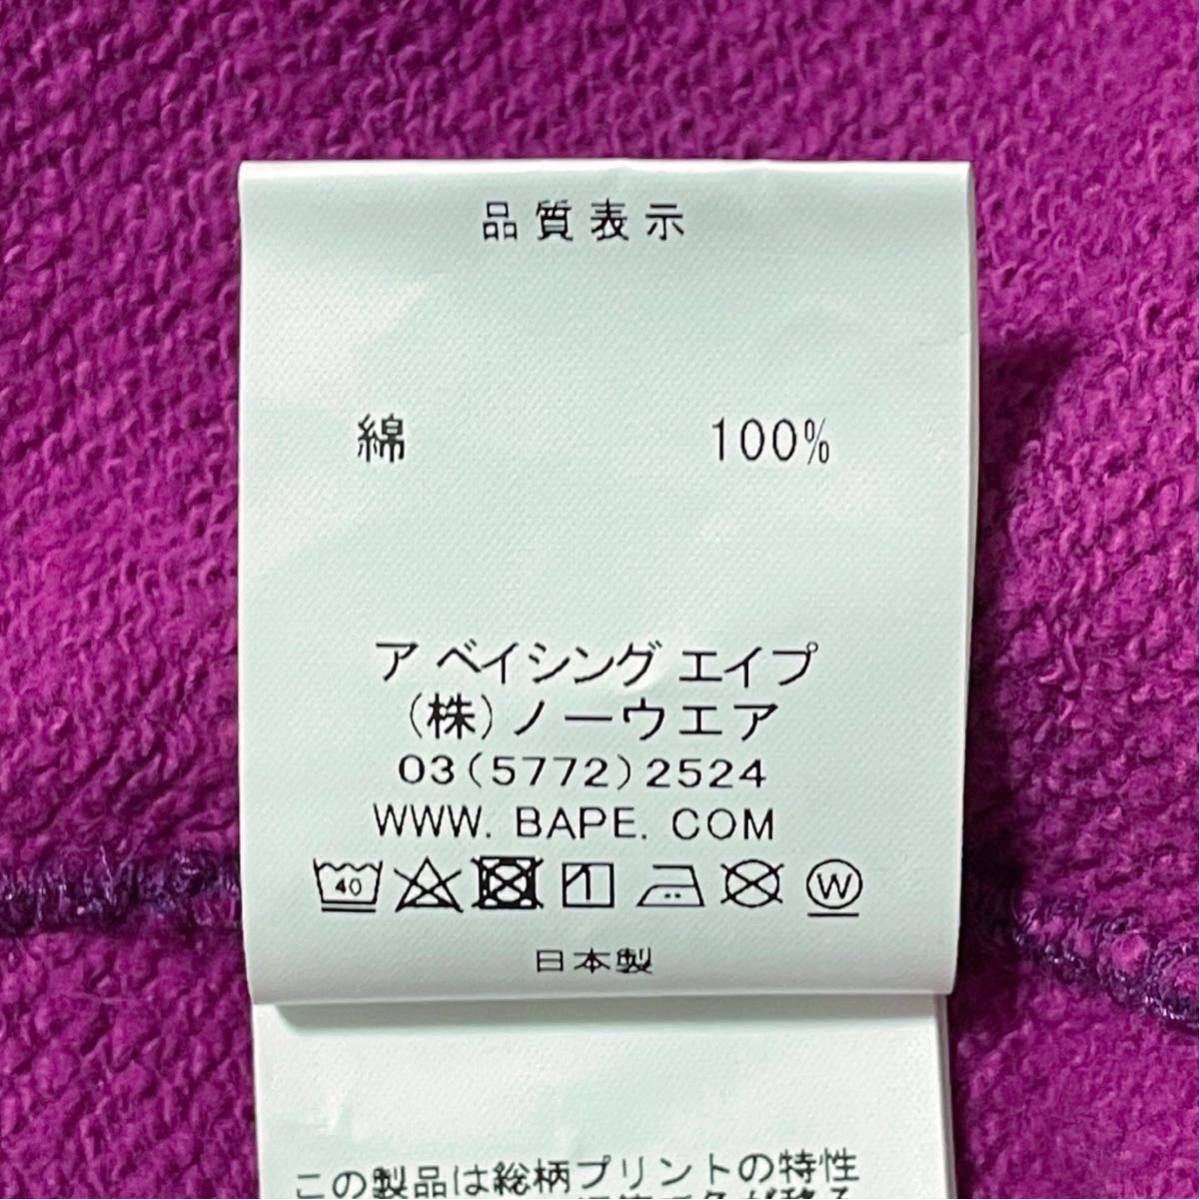 品質表示
綿 100%
ア ベイシング エイプ
(株)ノーウエア
03(5772)2524
WWW. BAPE. COM
40 W
日本製
この製品は総柄プリントの特性